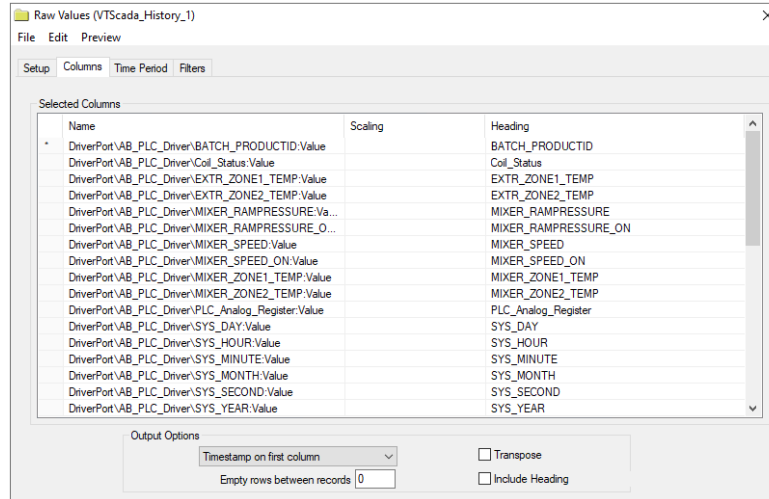 Raw Values (VTScada_History_1)
File Edit Preview
Setup Columns Time Period Filters
Selected Columns
Name Scaling Heading
* DriverPort\AB_PLC_Driver\BATCH_PRODUCTID:Value BATCH_PRODUCTID
DriverPort\AB_PLC_Driver\Coil_Status:Value Coil_Status
DriverPort\AB_PLC_Driver\EXTR_ZONE1_TEMP:Value EXTR_ZONE1_TEMP
DriverPort\AB_PLC_Driver\EXTR_ZONE2_TEMP:Value EXTR_ZONE2_TEMP
DriverPort\AB_PLC_Driver\MIXER_RAMPRESSURE:Va... MIXER_RAMPRESSURE
DriverPort\AB_PLC_Driver\MIXER_RAMPRESSURE_O... MIXER_RAMPRESSURE_ON
DriverPort\AB_PLC_Driver\MIXER_SPEED:Value MIXER_SPEED
DriverPort\AB_PLC_Driver\MIXER_SPEED_ON:Value MIXER_SPEED_ON
DriverPort\AB_PLC_Driver\MIXER_ZONE1_TEMP:Value MIXER_ZONE1_TEMP
DriverPort\AB_PLC_Driver\MIXER_ZONE2_TEMP:Value MIXER_ZONE2_TEMP
DriverPort\AB_PLC_Driver\PLC_Analog_Register:Value PLC_Analog_Register
DriverPort\AB_PLC_Driver\SYS_DAY:Value SYS_DAY
DriverPort\AB_PLC_Driver\SYS_HOUR:Value SYS_HOUR
DriverPort\AB_PLC_Driver\SYS_MINUTE:Value SYS_MINUTE
DriverPort\AB_PLC_Driver\SYS_MONTH:Value SYS_MONTH
DriverPort\AB_PLC_Driver\SYS_SECOND:Value SYS_SECOND
DriverPort\AB_PLC_Driver\SYS_YEAR:Value SYS_YEAR
Output Options
Timestamp on first column Transpose
Empty rows between records 0 Include Heading